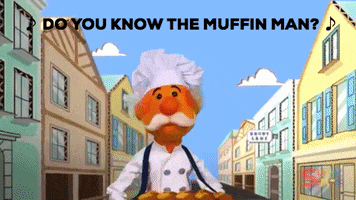 ♪ DO YOU KNOW THE MUFFIN MAN? ♪
DRURY
LANE